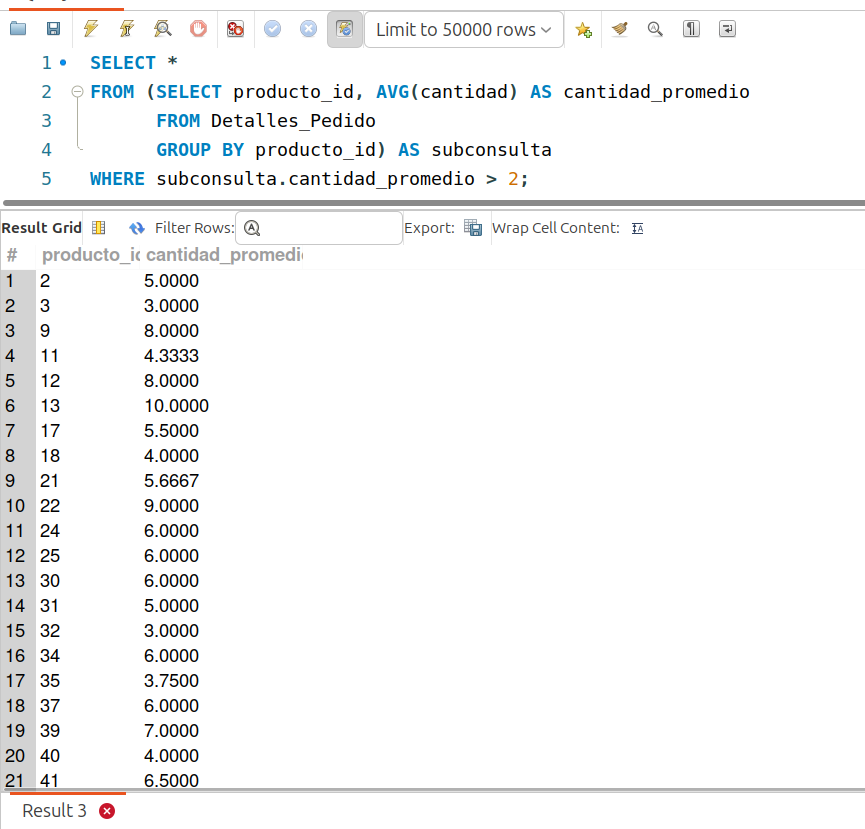 Limit to 50000 rows
1 SELECT *
2 FROM (SELECT producto_id, AVG(cantidad) AS cantidad_promedio
3 FROM Detalles_Pedido
4 GROUP BY producto_id) AS subconsulta
5 WHERE subconsulta.cantidad_promedio > 2;
Result Grid Filter Rows: Export: Wrap Cell Content:
# producto_id cantidad_promedi
1 2 5.0000
2 3 3.0000
3 9 8.0000
4 11 4.3333
5 12 8.0000
6 13 10.0000
7 17 5.5000
8 18 4.0000
9 21 5.6667
10 22 9.0000
11 24 6.0000
12 25 6.0000
13 30 6.0000
14 31 5.0000
15 32 3.0000
16 34 6.0000
17 35 3.7500
18 37 6.0000
19 39 7.0000
20 40 4.0000
21 41 6.5000
Result 3